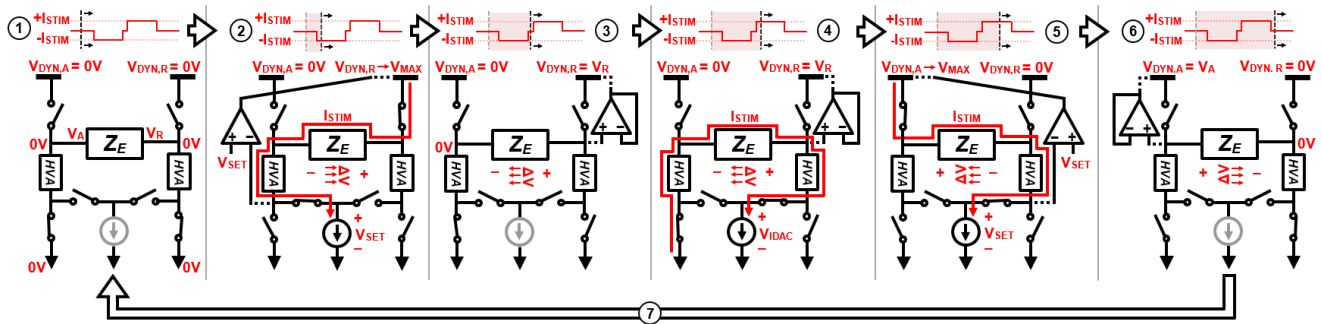 1
+ISTIM
-ISTIM
VDYN,A = 0V
VDYN,R = 0V
VA
ZE
VR
0V
0V
HVA
HVA
0V
0V
2
+ISTIM
-ISTIM
VDYN,A = 0V
VDYN,R→VMAX
ISTIM
+ −
ZE
VSET
HVA
HVA
− ⇉ ΔV +
+
VSET
−
+ISTIM
-ISTIM
3
VDYN,A = 0V
VDYN,R = VR
0V
ZE
− +
HVA
HVA
− ⇇ ΔV +
+ISTIM
-ISTIM
4
VDYN,A = 0V
VDYN,R = VR
ISTIM
ZE
− +
HVA
HVA
− ⇇ ΔV +
+
VIDAC
−
+ISTIM
-ISTIM
5
VDYN,A→VMAX
VDYN,R = 0V
ISTIM
ZE
− +
VSET
HVA
HVA
+ ΔV ⇇ −
+
VSET
−
6
+ISTIM
-ISTIM
VDYN,A = VA
VDYN, R = 0V
+ −
ZE
0V
HVA
HVA
+ ΔV ⇉ −
7